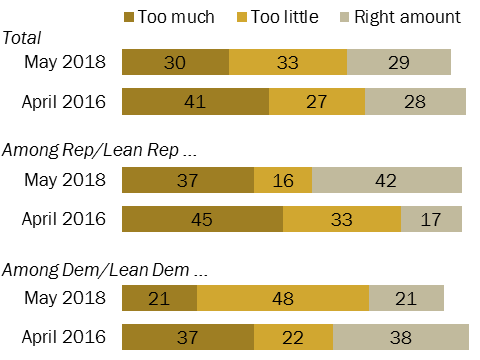 Too much Too little Right amount
Total
May 2018 30 33 29
April 2016 41 27 28
Among Rep/Lean Rep ...
May 2018 37 16 42
April 2016 45 33 17
Among Dem/Lean Dem ...
May 2018 21 48 21
April 2016 37 22 38